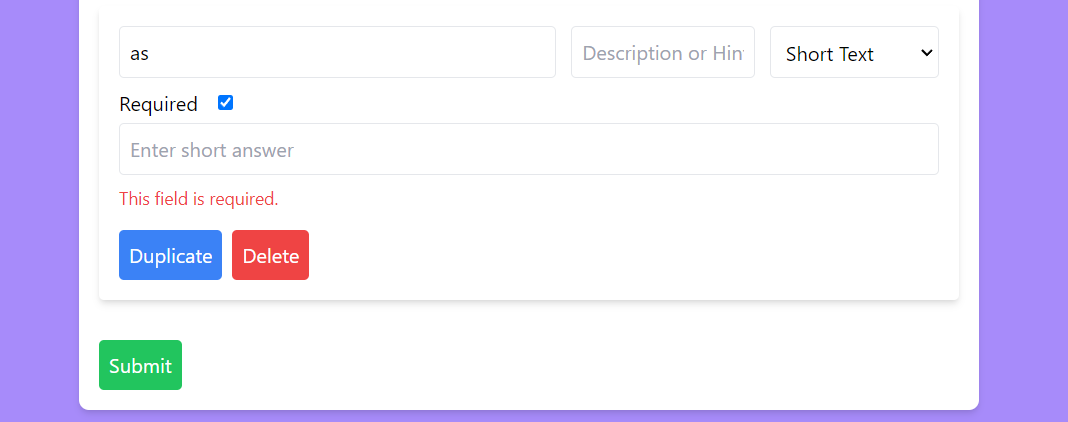 as
Description or Hin
Short Text
Required
Enter short answer
This field is required.
Duplicate
Delete
Submit